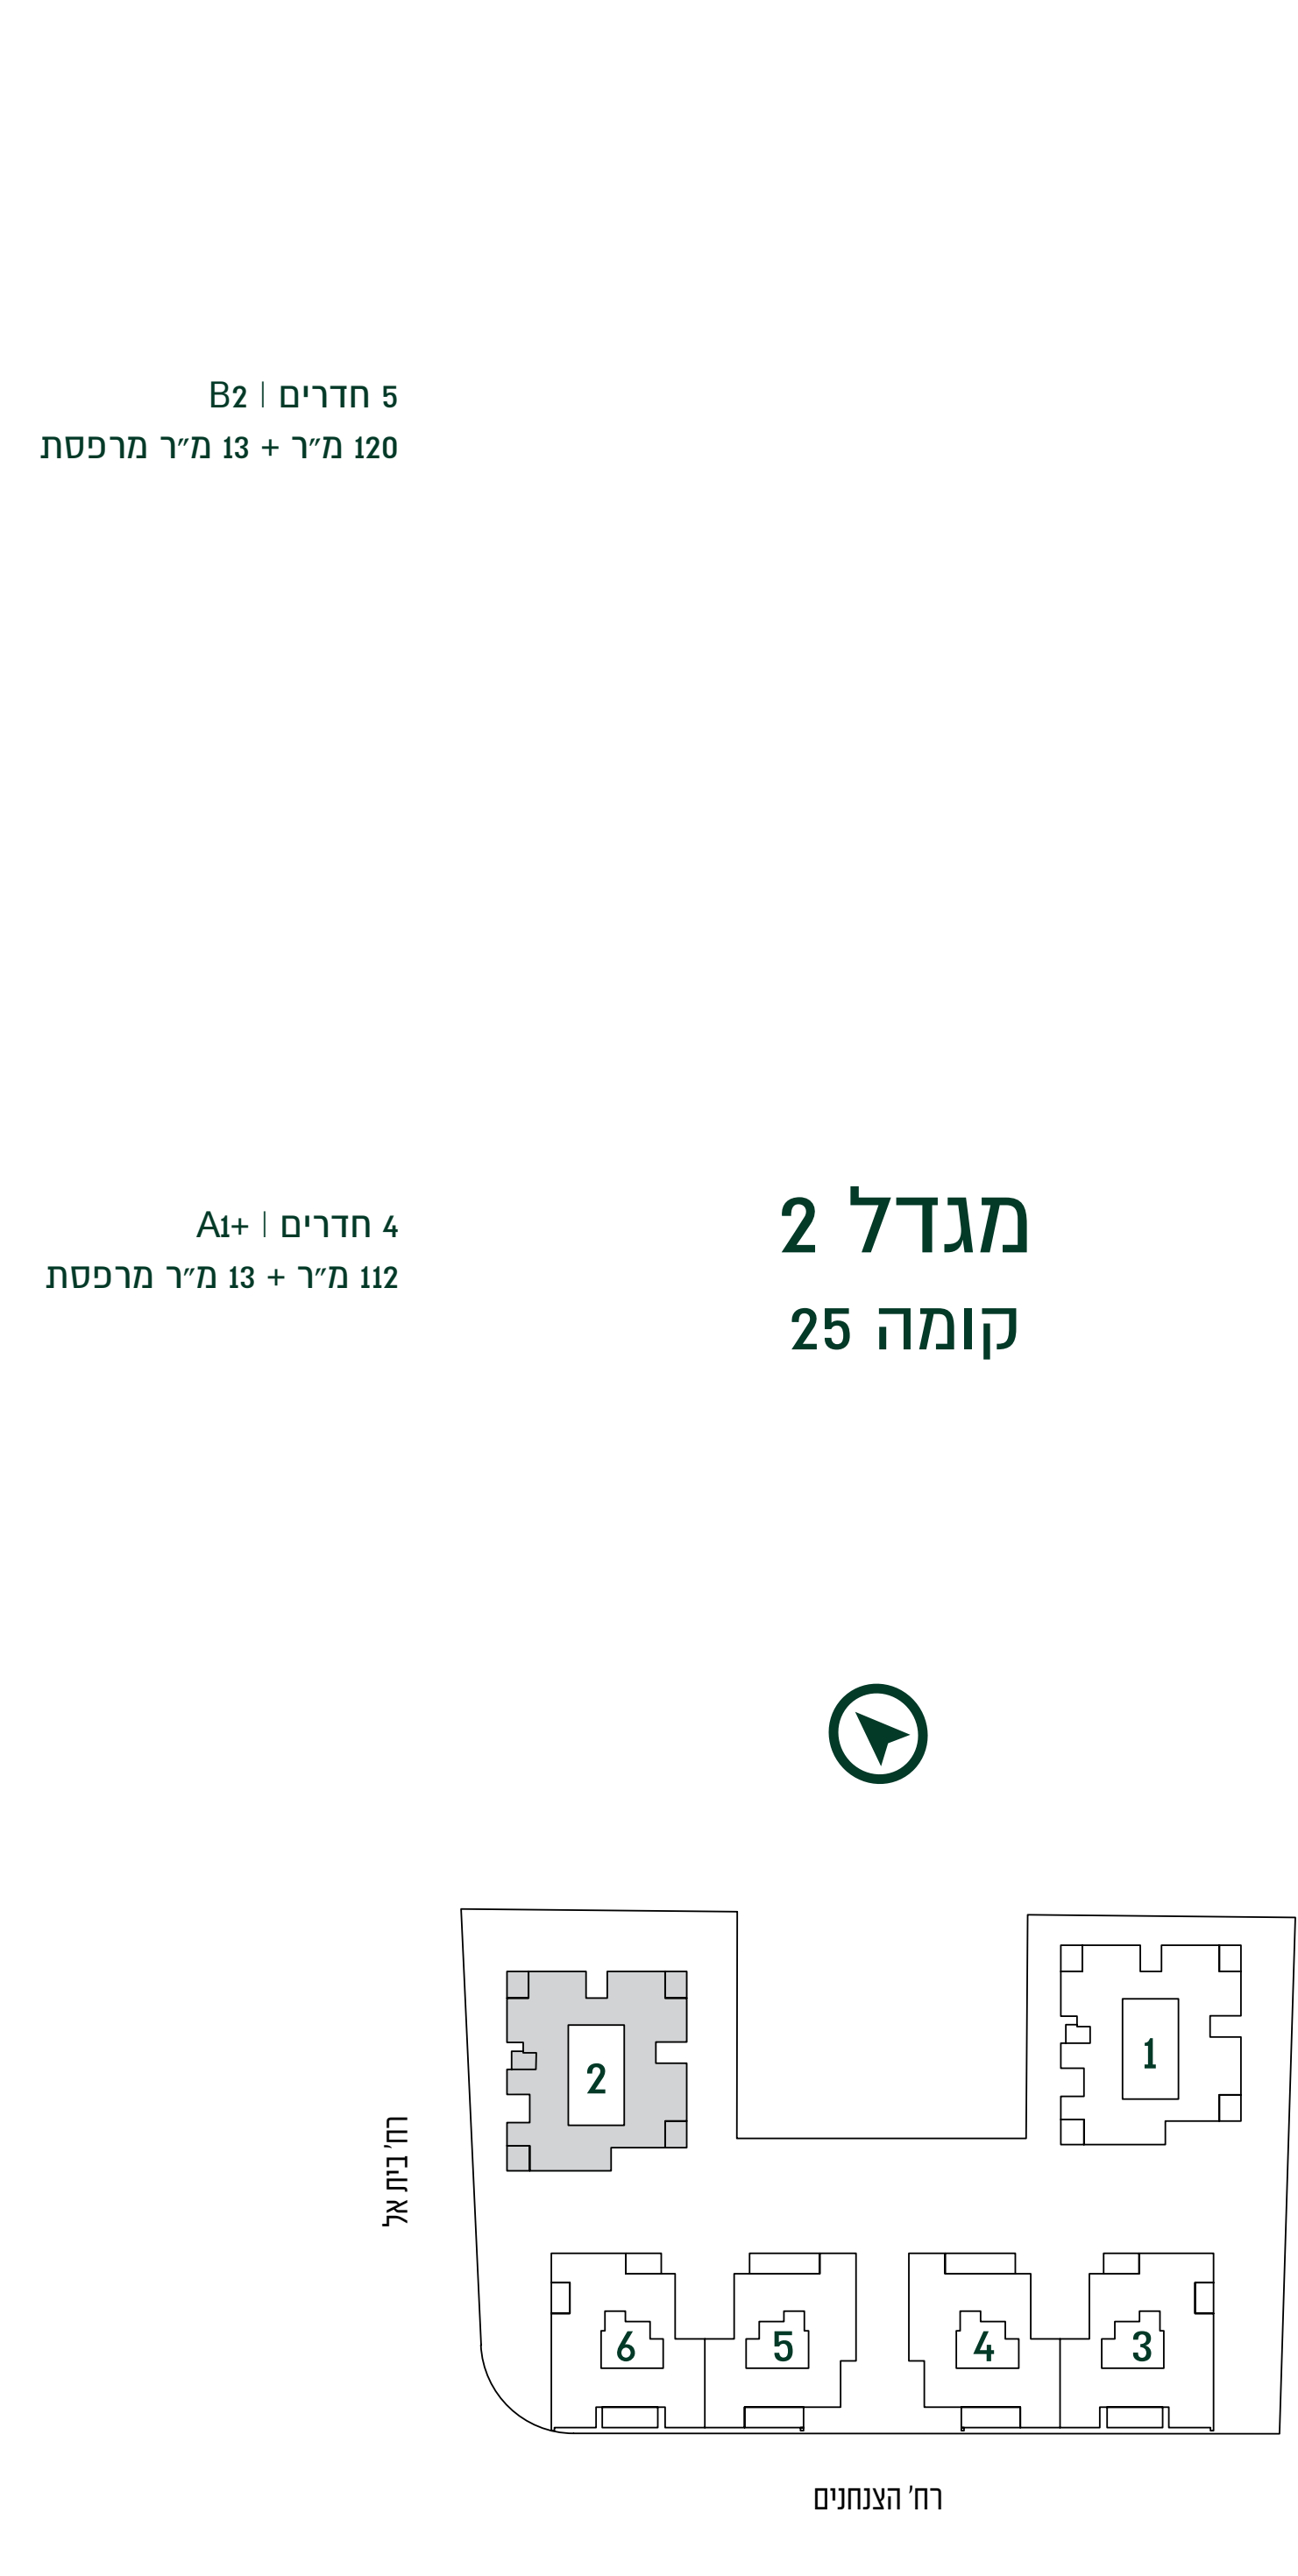 5 חדרים | B2
120 מ״ר + 13 מ״ר מרפסת
4 חדרים | A1+
112 מ״ר + 13 מ״ר מרפסת
מגדל 2
קומה 25
1
2
רח' בית אל
6
5
4
3
רח' הצנחנים